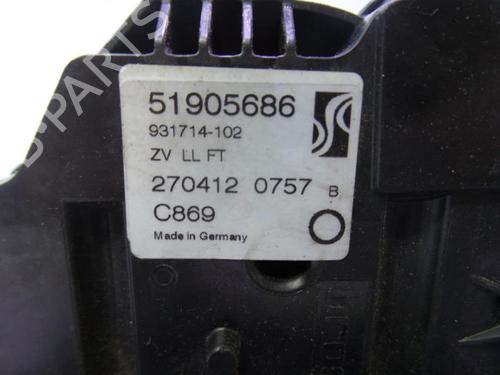 B-PARTS
51905686
931714-102
ZV LL FT
270412 0757 B
C869
Made in Germany